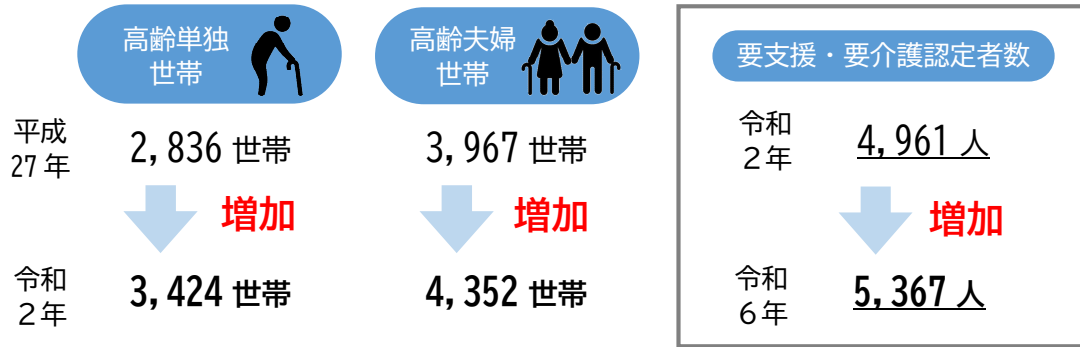 高齢単独
世帯
高齢夫婦
世帯
平成
27年
2,836 世帯
3,967 世帯
増加
増加
令和
２年
3,424 世帯
4,352 世帯
要支援・要介護認定者数
令和
２年
4,961 人
増加
令和
６年
5,367 人